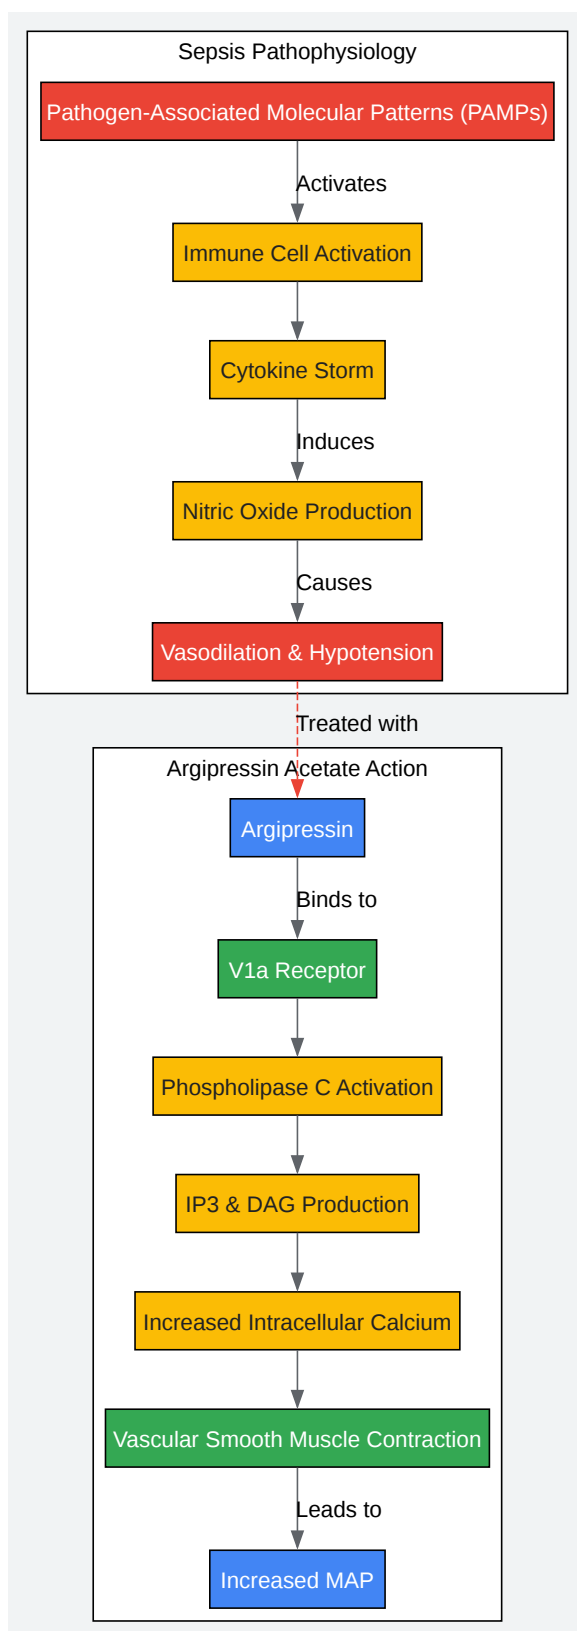 Sepsis Pathophysiology
Pathogen-Associated Molecular Patterns (PAMPs)
Activates
Immune Cell Activation
Cytokine Storm
Induces
Nitric Oxide Production
Causes
Vasodilation & Hypotension
Treated with
Argipressin Acetate Action
Argipressin
Binds to
V1a Receptor
Phospholipase C Activation
IP3 & DAG Production
Increased Intracellular Calcium
Vascular Smooth Muscle Contraction
Leads to
Increased MAP